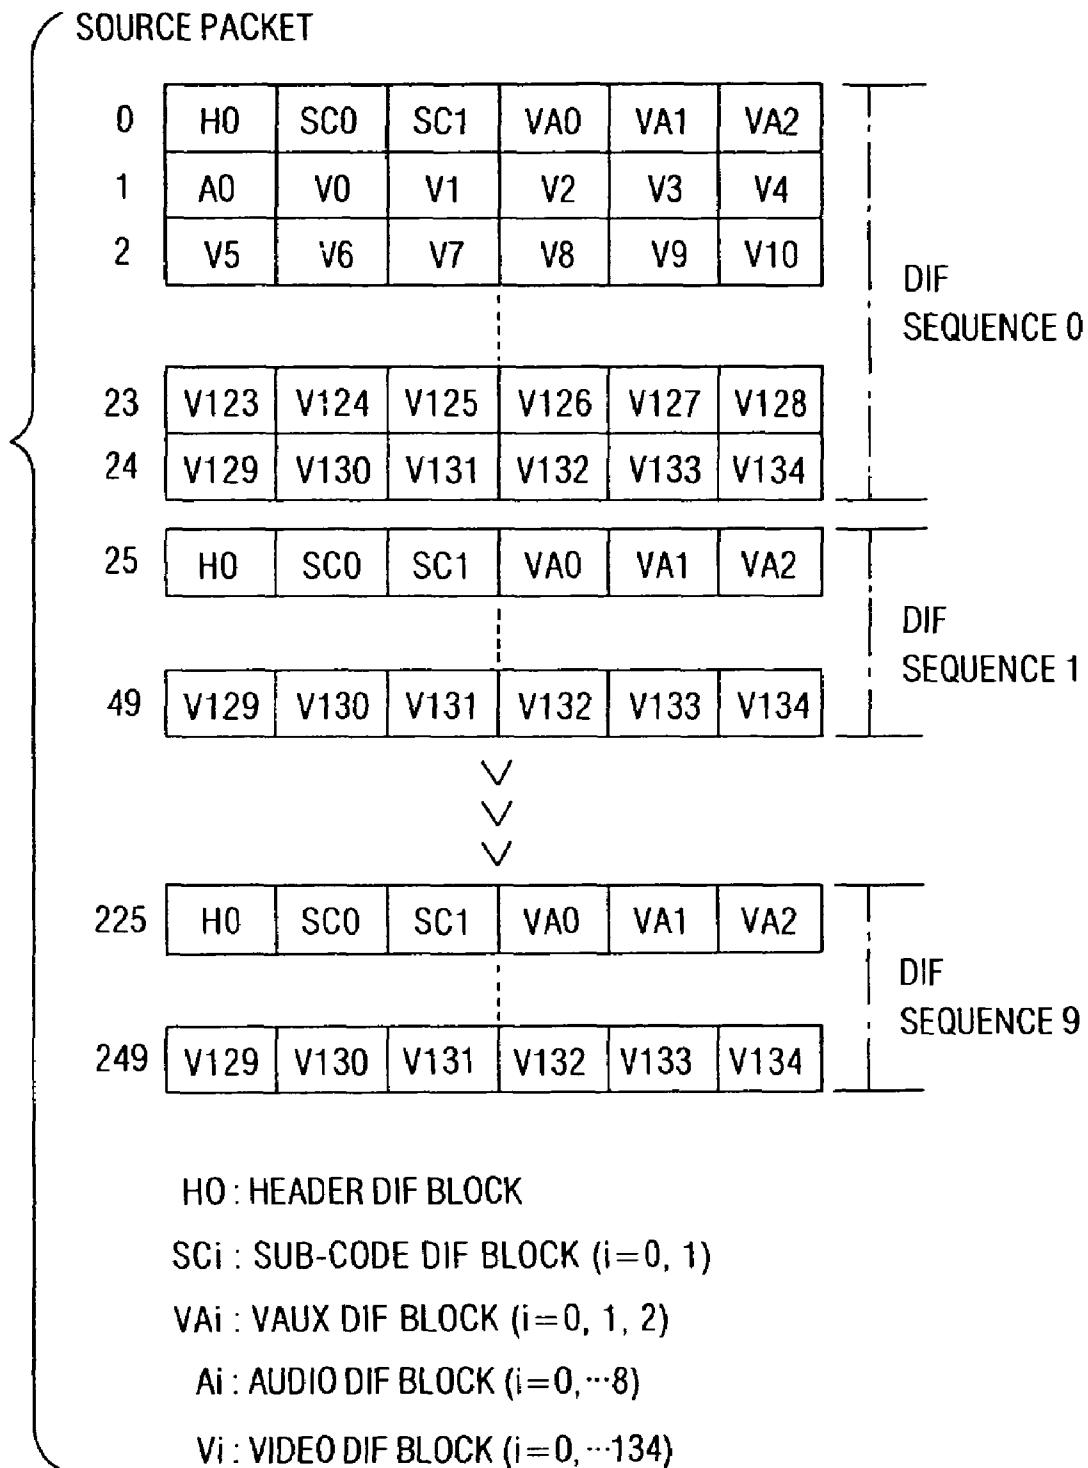 SOURCE PACKET
0 H0 SC0 SC1 VA0 VA1 VA2
1 A0 V0 V1 V2 V3 V4
2 V5 V6 V7 V8 V9 V10
DIF
SEQUENCE 0
23 V123 V124 V125 V126 V127 V128
24 V129 V130 V131 V132 V133 V134
25 H0 SC0 SC1 VA0 VA1 VA2
DIF
SEQUENCE 1
49 V129 V130 V131 V132 V133 V134
225 H0 SC0 SC1 VA0 VA1 VA2
DIF
SEQUENCE 9
249 V129 V130 V131 V132 V133 V134
H0 : HEADER DIF BLOCK
SCi : SUB-CODE DIF BLOCK (i=0, 1)
VAi : VAUX DIF BLOCK (i=0, 1, 2)
Ai : AUDIO DIF BLOCK (i=0, ···8)
Vi : VIDEO DIF BLOCK (i=0, ···134)